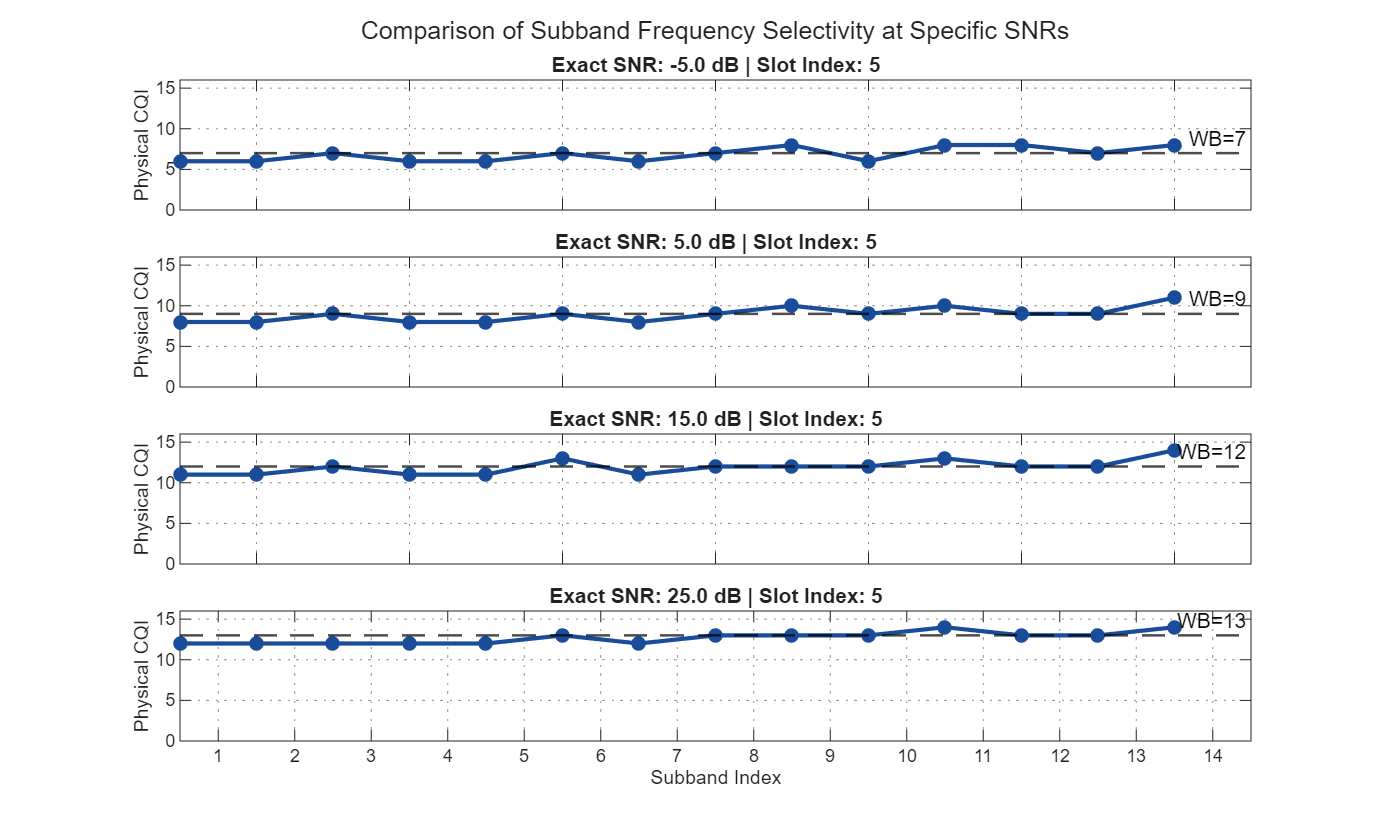 Comparison of Subband Frequency Selectivity at Specific SNRs
Exact SNR: -5.0 dB | Slot Index: 5
Physical CQI
15
10
5
0
WB=7
Exact SNR: 5.0 dB | Slot Index: 5
Physical CQI
15
10
5
0
WB=9
Exact SNR: 15.0 dB | Slot Index: 5
Physical CQI
15
10
5
0
WB=12
Exact SNR: 25.0 dB | Slot Index: 5
Physical CQI
15
10
5
0
WB=13
1 2 3 4 5 6 7 8 9 10 11 12 13 14
Subband Index